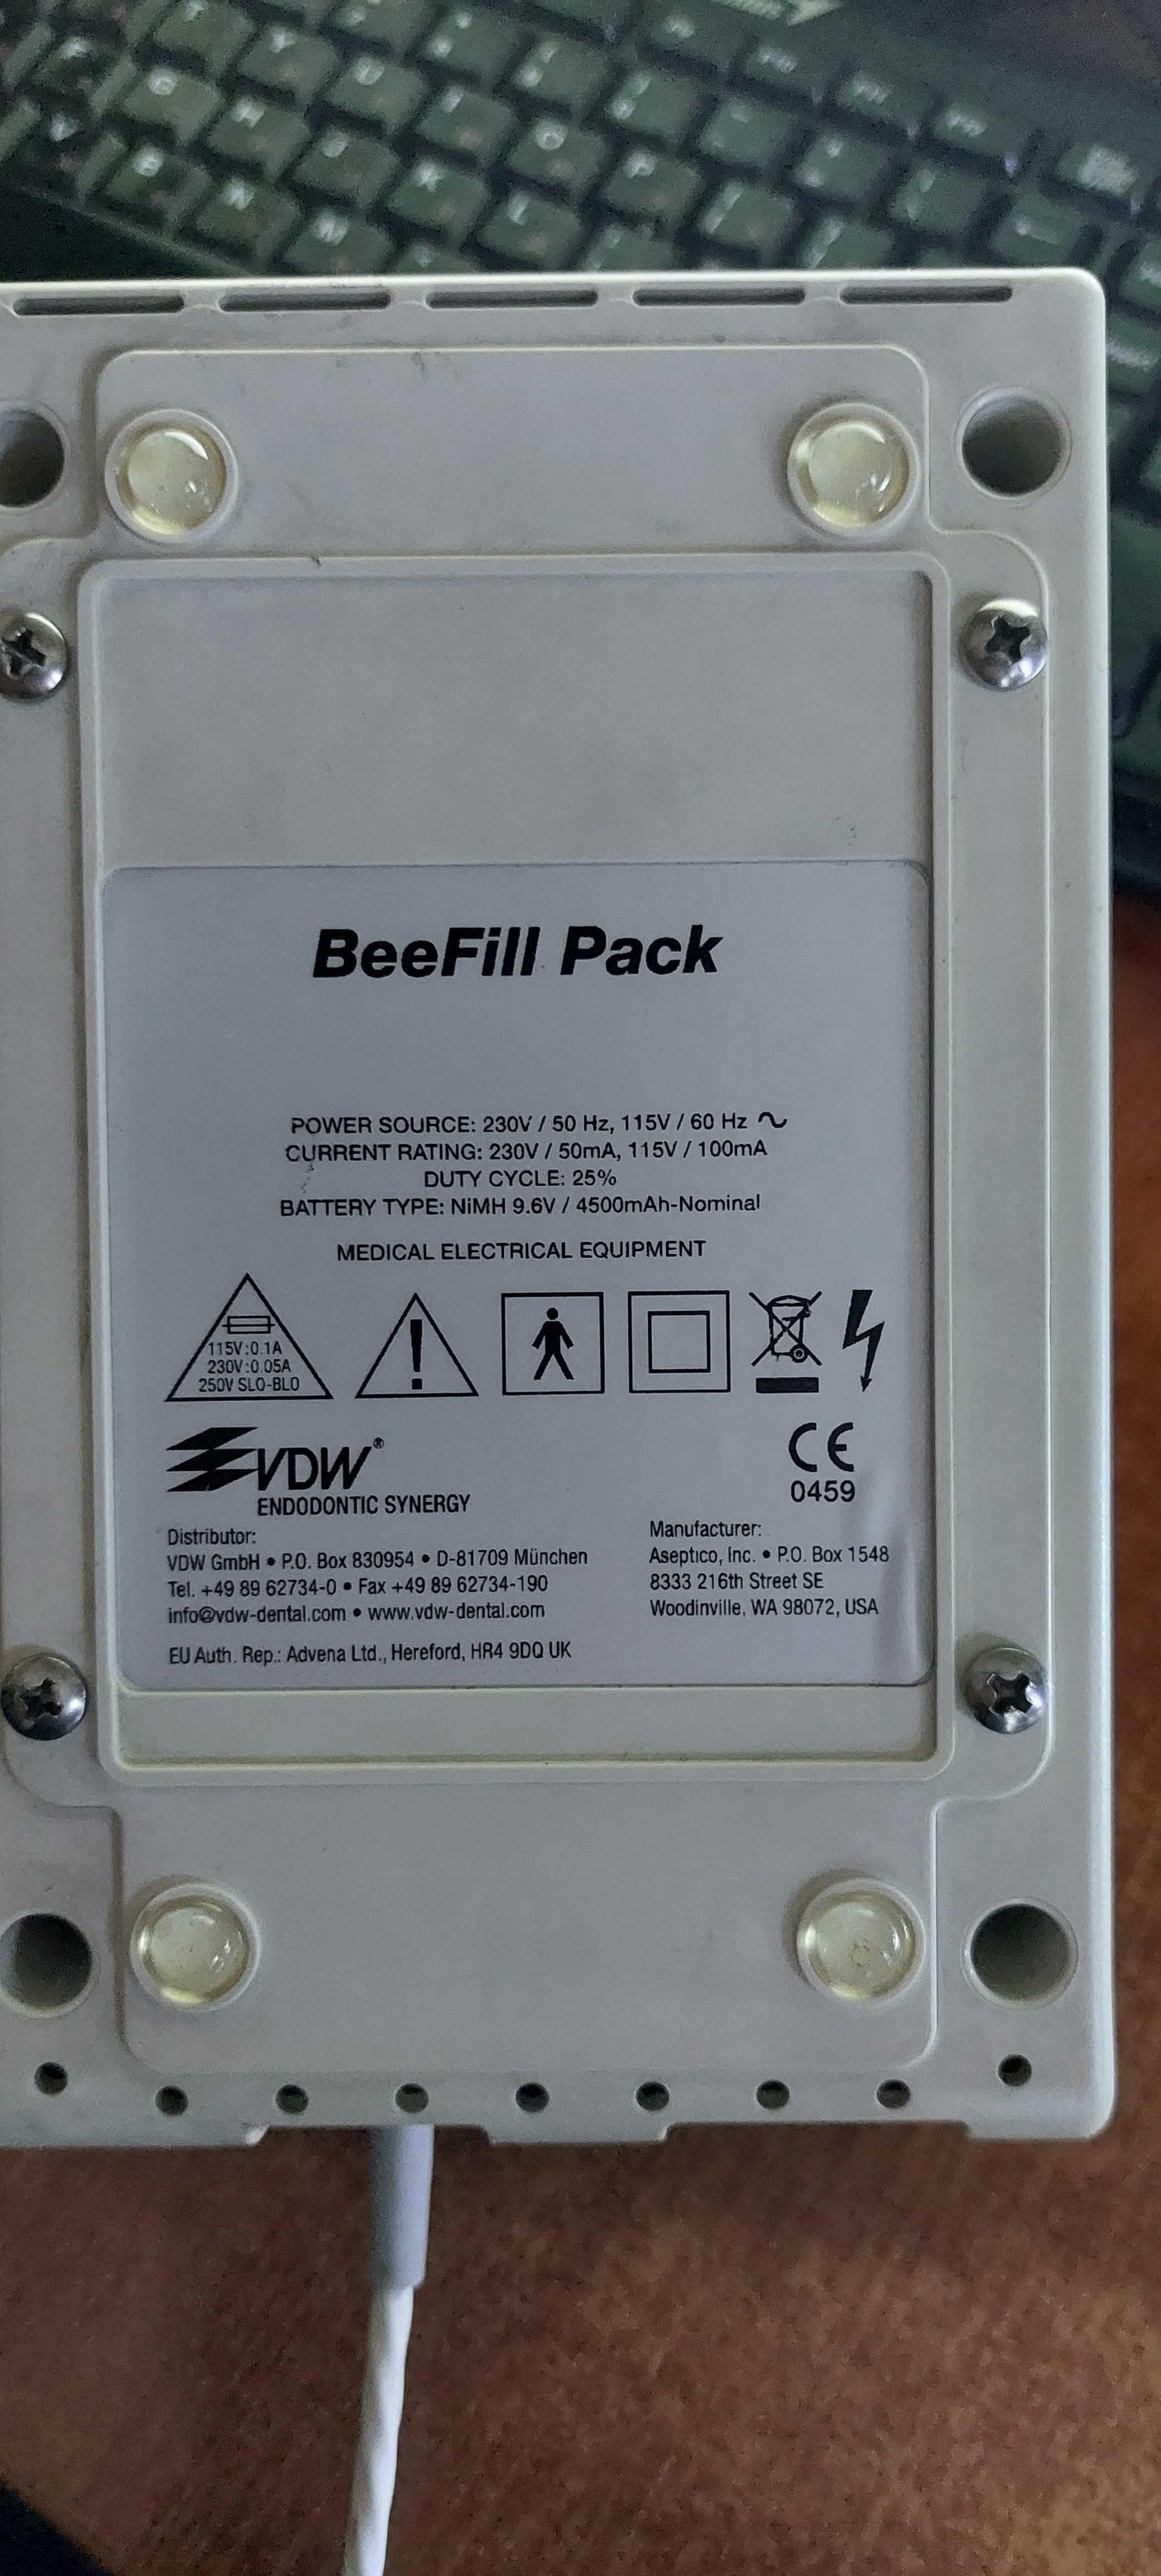 BeeFill Pack
POWER SOURCE: 230V / 50 Hz, 115V / 60 Hz
CURRENT RATING: 230V / 50mA, 115V / 100mA
DUTY CYCLE: 25%
BATTERY TYPE: NiMH 9.6V / 4500mAh-Nominal
MEDICAL ELECTRICAL EQUIPMENT
115V:0.1A
230V:0.05A
250V SLO-BLO
VDW®
ENDODONTIC SYNERGY
CE
0459
Distributor:
VDW GmbH • P.O. Box 830954 • D-81709 München
Tel. +49 89 62734-0 • Fax +49 89 62734-190
info@vdw-dental.com • www.vdw-dental.com
EU Auth. Rep.: Advena Ltd., Hereford, HR4 9DQ UK
Manufacturer:
Aseptico, Inc. • P.O. Box 1548
8333 216th Street SE
Woodinville, WA 98072, USA